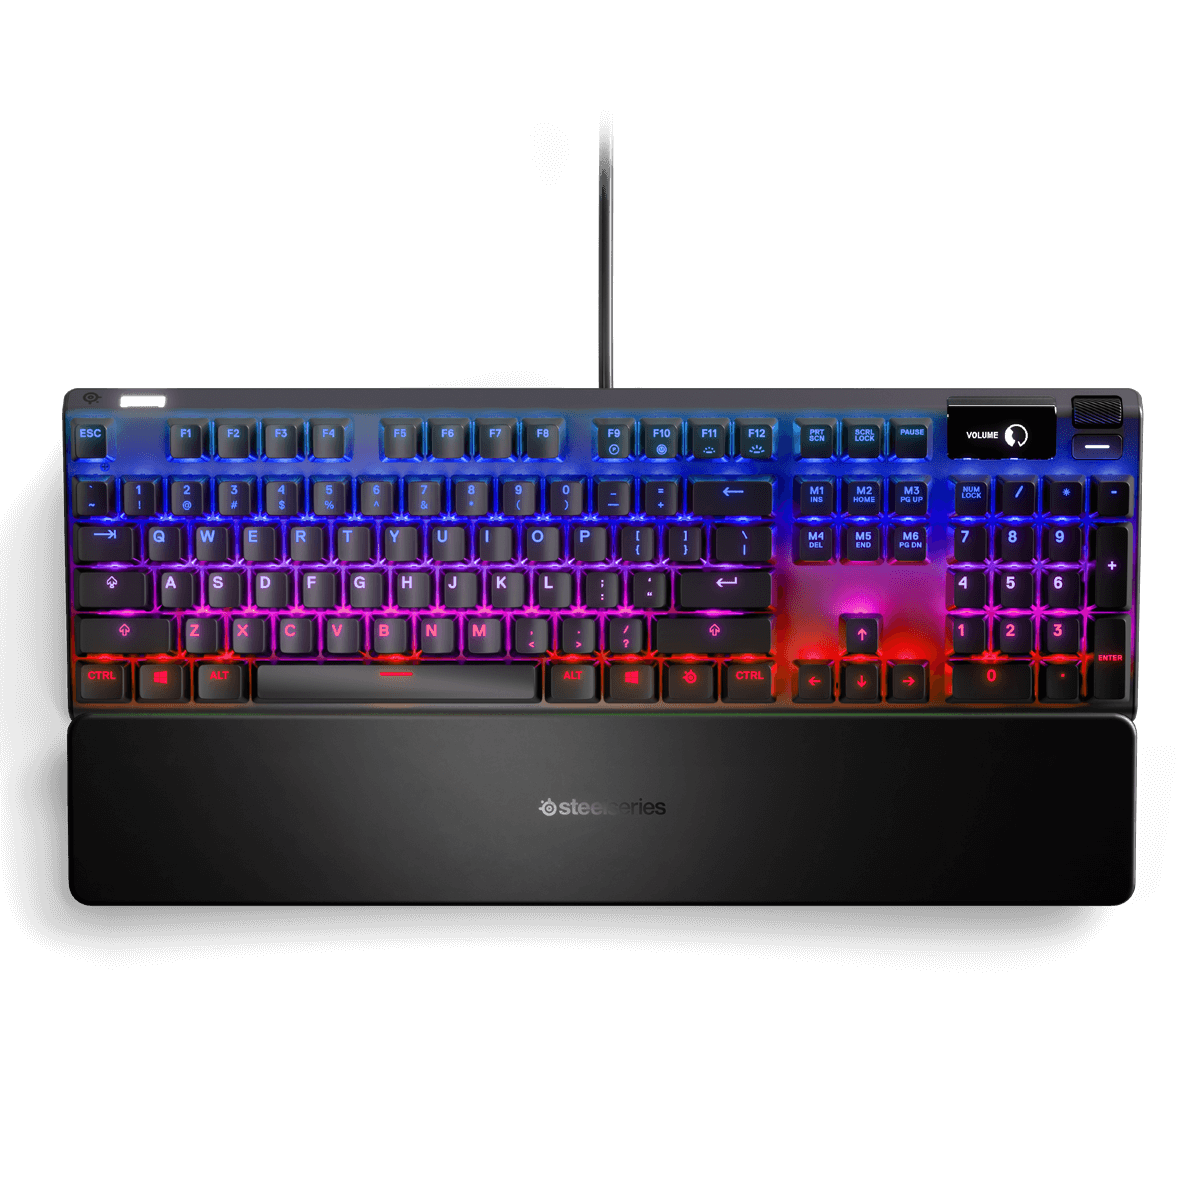 ESC F1 F2 F3 F4 F5 F6 F7 F8 F9 F10 F11 F12 PRT SCN SCRL LOCK PAUSE VOLUME
` ~ 1 ! 2 @ 3 # 4 $ 5 % 6 ^ 7 & 8 * 9 ( 0 ) - _ = + ← M1 INS M2 HOME M3 PG UP NUM LOCK / * -
Q W E R T Y U I O P [ { ] } \ | M4 DEL M5 END M6 PG DN 7 8 9 +
A S D F G H J K L ; : ' " 4 5 6
Z X C V B N M , < . > / ? ↑ 1 2 3 ENTER
CTRL ALT ALT CTRL ← ↓ → 0 .
steelseries